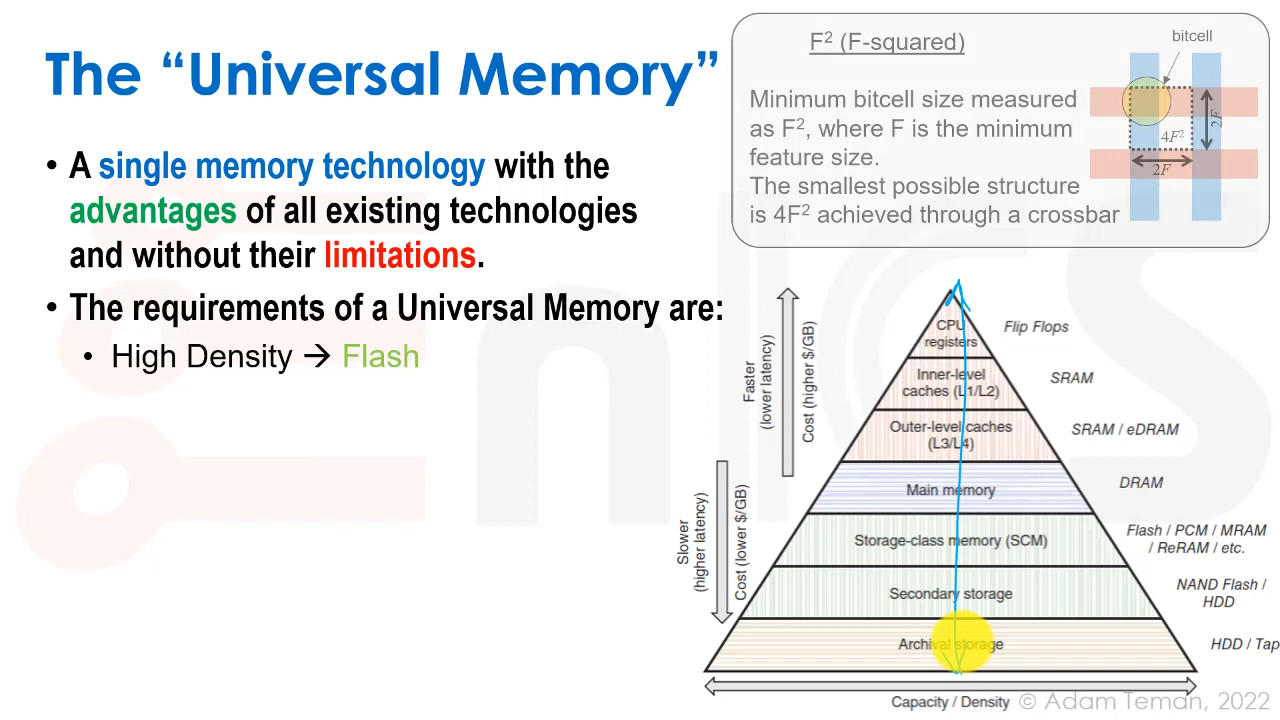 The “Universal Memory”
• A single memory technology with the
advantages of all existing technologies
and without their limitations.
• The requirements of a Universal Memory are:
• High Density → Flash
F² (F-squared)
Minimum bitcell size measured
as F², where F is the minimum
feature size.
The smallest possible structure
is 4F² achieved through a crossbar
bitcell
4F²
2F
2F
Faster
(lower latency)
Cost (higher $/GB)
Slower
(higher latency)
Cost (lower $/GB)
CPU
registers
Flip Flops
Inner-level
caches (L1/L2)
SRAM
Outer-level caches
(L3/L4)
SRAM / eDRAM
Main memory
DRAM
Storage-class memory (SCM)
Flash / PCM / MRAM
/ ReRAM / etc.
Secondary storage
NAND Flash /
HDD
Archival storage
HDD / Tap
Capacity / Density
© Adam Teman, 2022
nics